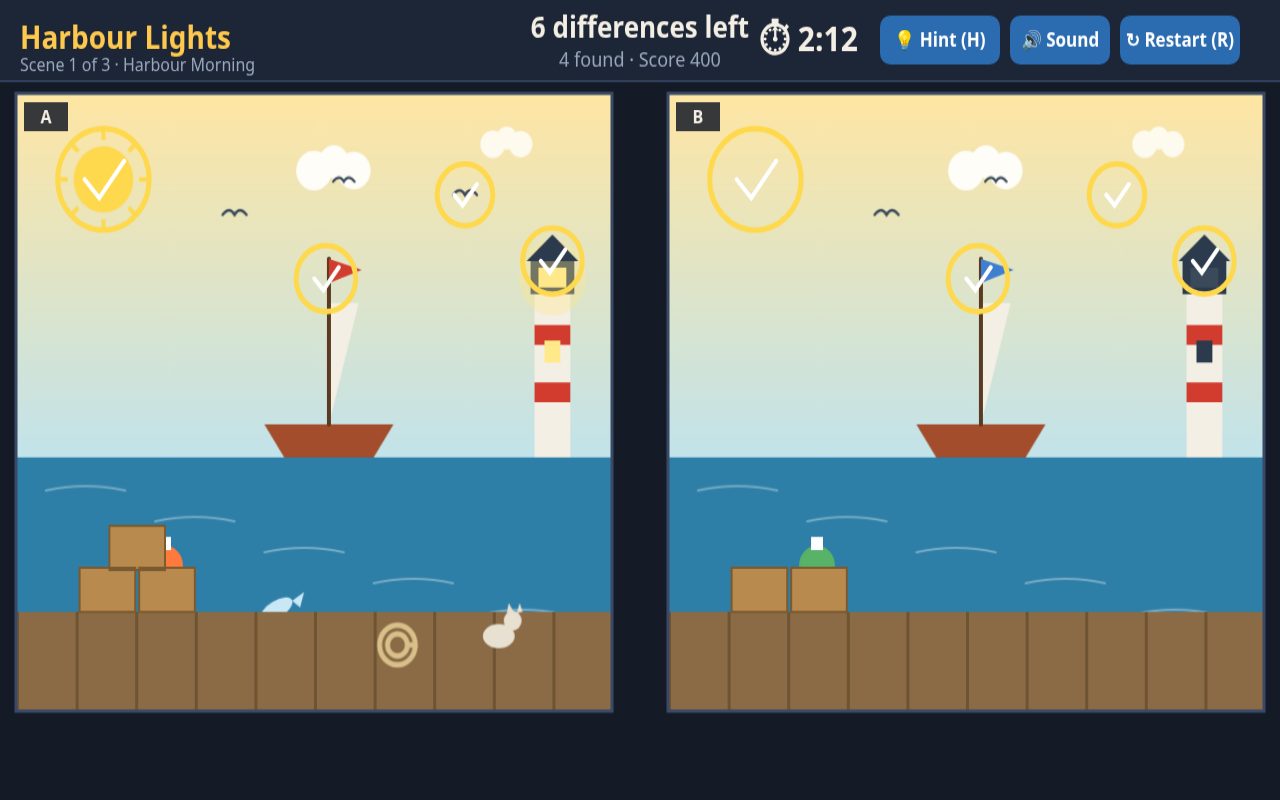 Harbour Lights
Scene 1 of 3 · Harbour Morning
6 differences left
4 found · Score 400
⏱ 2:12
💡 Hint (H)
🔊 Sound
↻ Restart (R)
A
B